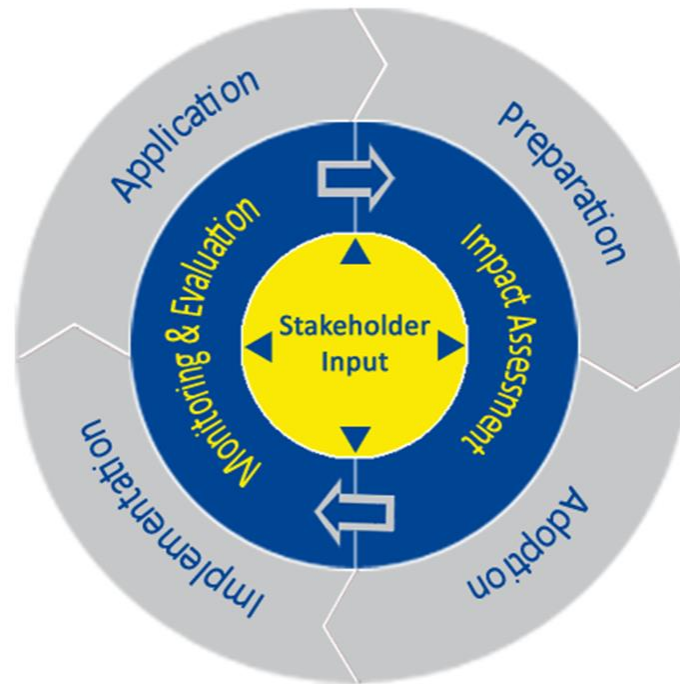 Application
Preparation
Monitoring & Evaluation
Impact Assessment
Stakeholder
Input
Implementation
Adoption